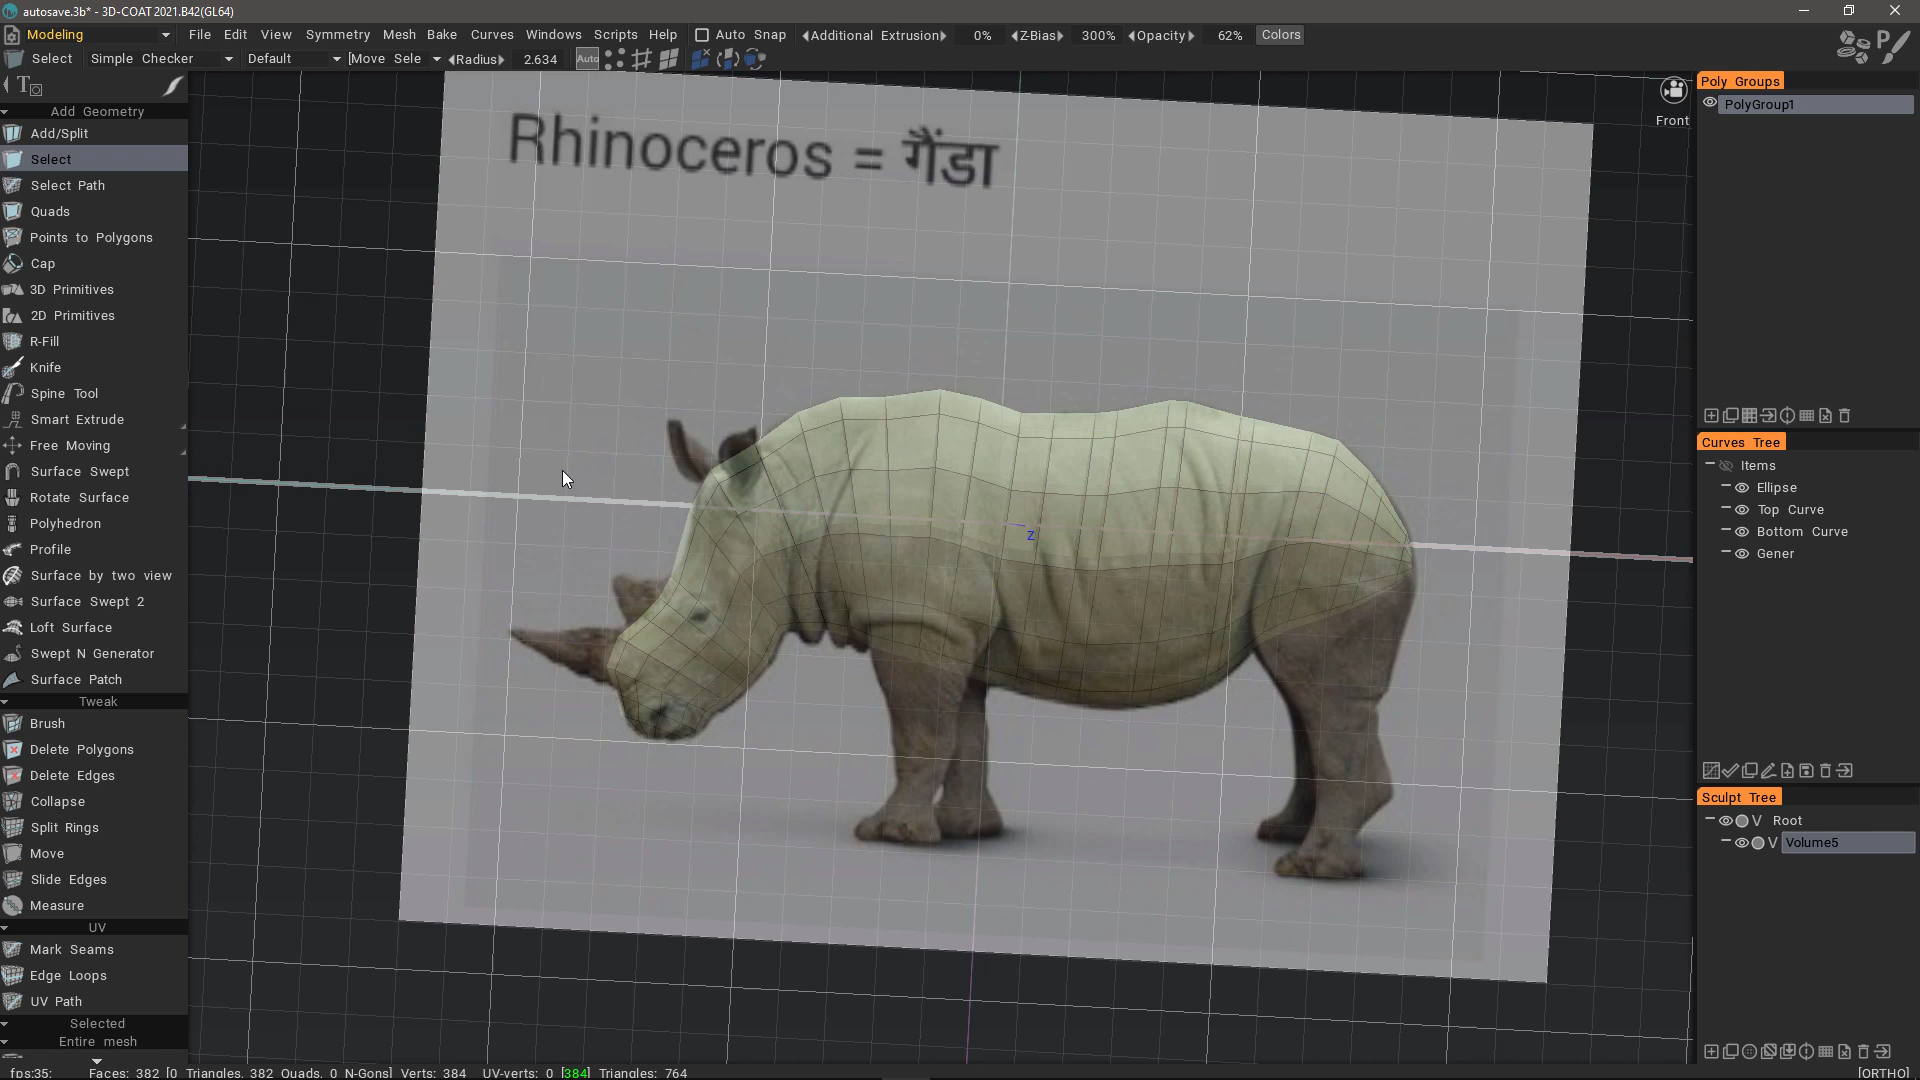 autosave.3b* - 3D-COAT 2021.B42(GL64)
Modeling File Edit View Symmetry Mesh Bake Curves Windows Scripts Help Auto Snap Additional Extrusion 0% Z-Bias 300% Opacity 62% Colors
Select Simple Checker Default [Move Sele Radius 2.634 Auto
T
Add Geometry
Add/Split
Select
Select Path
Quads
Points to Polygons
Cap
3D Primitives
2D Primitives
R-Fill
Knife
Spine Tool
Smart Extrude
Free Moving
Surface Swept
Rotate Surface
Polyhedron
Profile
Surface by two view
Surface Swept 2
Loft Surface
Swept N Generator
Surface Patch
Tweak
Brush
Delete Polygons
Delete Edges
Collapse
Split Rings
Move
Slide Edges
Measure
UV
Mark Seams
Edge Loops
UV Path
Selected
Entire mesh
Rhinoceros = गैंडा
Z
Front
Poly Groups
PolyGroup1
Curves Tree
Items
Ellipse
Top Curve
Bottom Curve
Gener
Sculpt Tree
V Root
V Volume5
fps:35; Faces: 382 [0 Triangles, 382 Quads, 0 N-Gons] Verts: 384 UV-verts: 0 [384] Triangles: 764 [ORTHO]